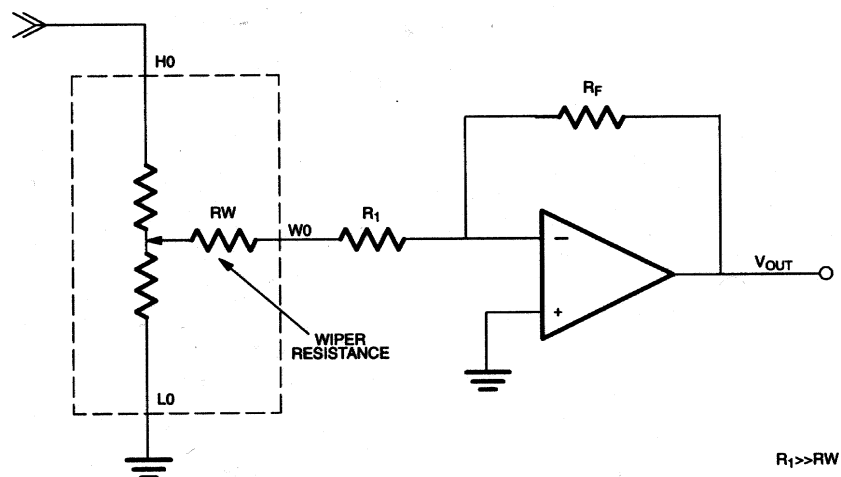 H0
RF
RW
W0
R1
−
+
VOUT
WIPER
RESISTANCE
L0
R1>>RW